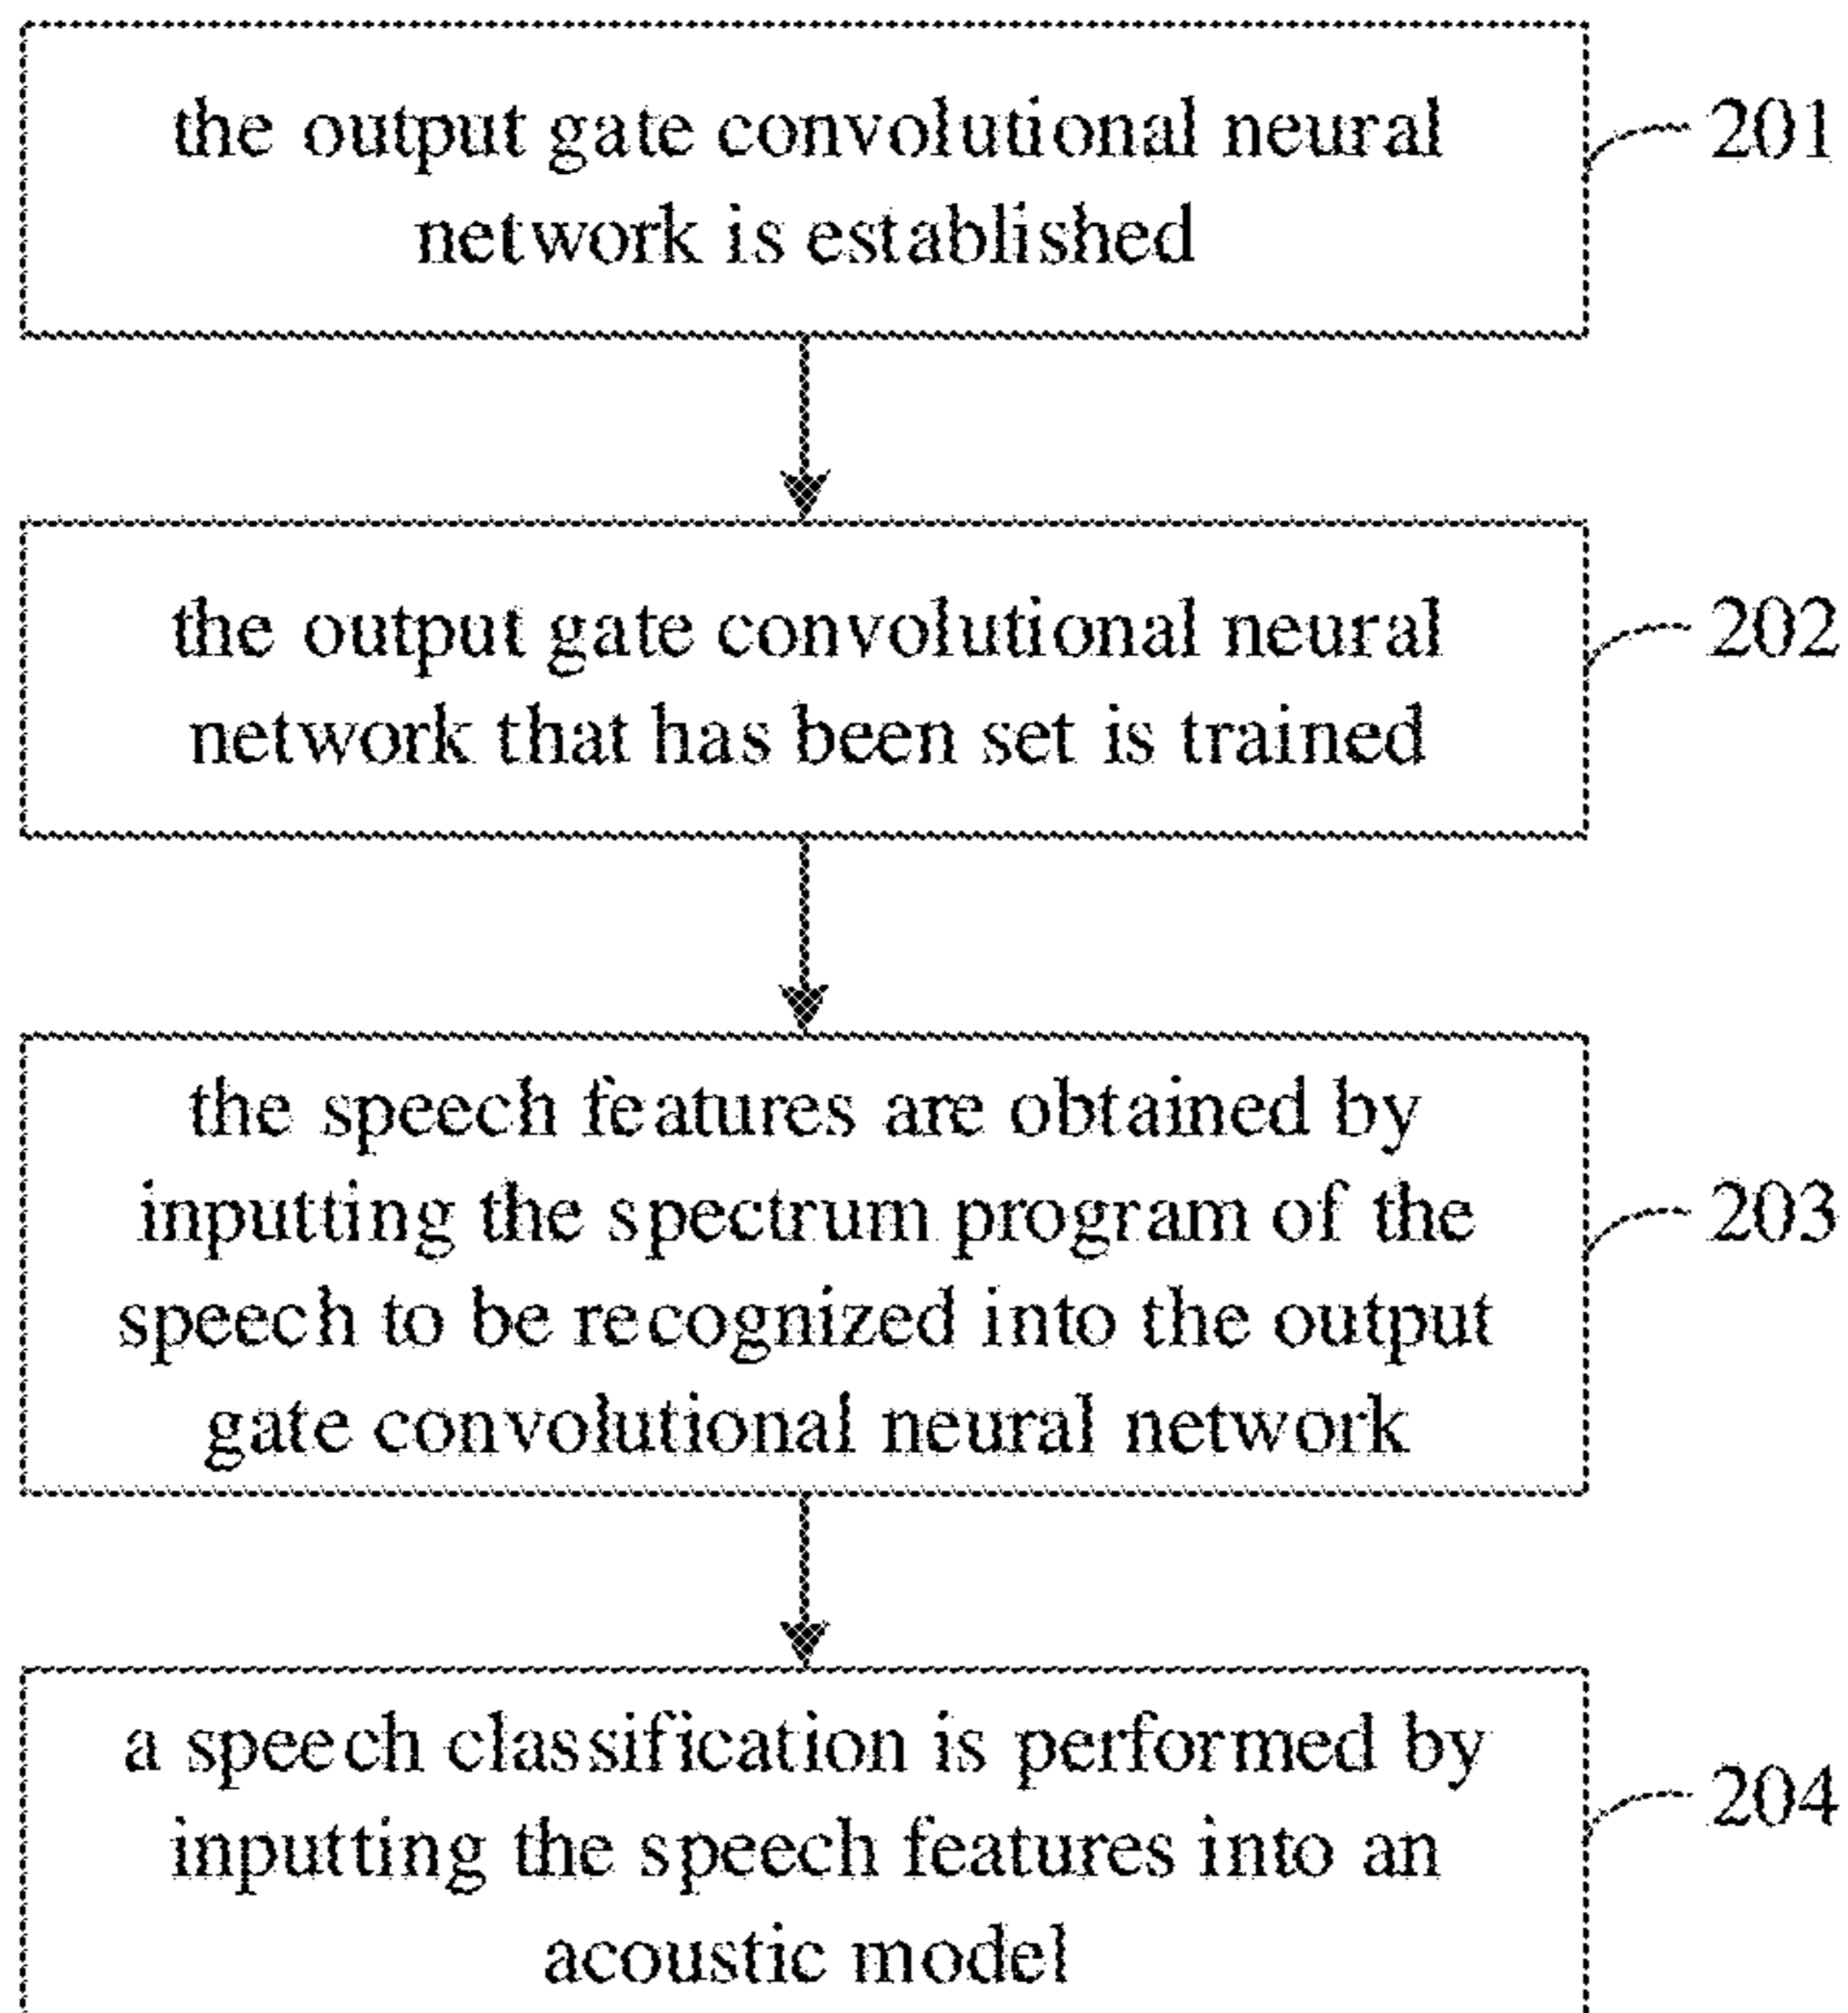 the output gate convolutional neural
network is established
201
the output gate convolutional neural
network that has been set is trained
202
the speech features are obtained by
inputting the spectrum program of the
speech to be recognized into the output
gate convolutional neural network
203
a speech classification is performed by
inputting the speech features into an
acoustic model
204